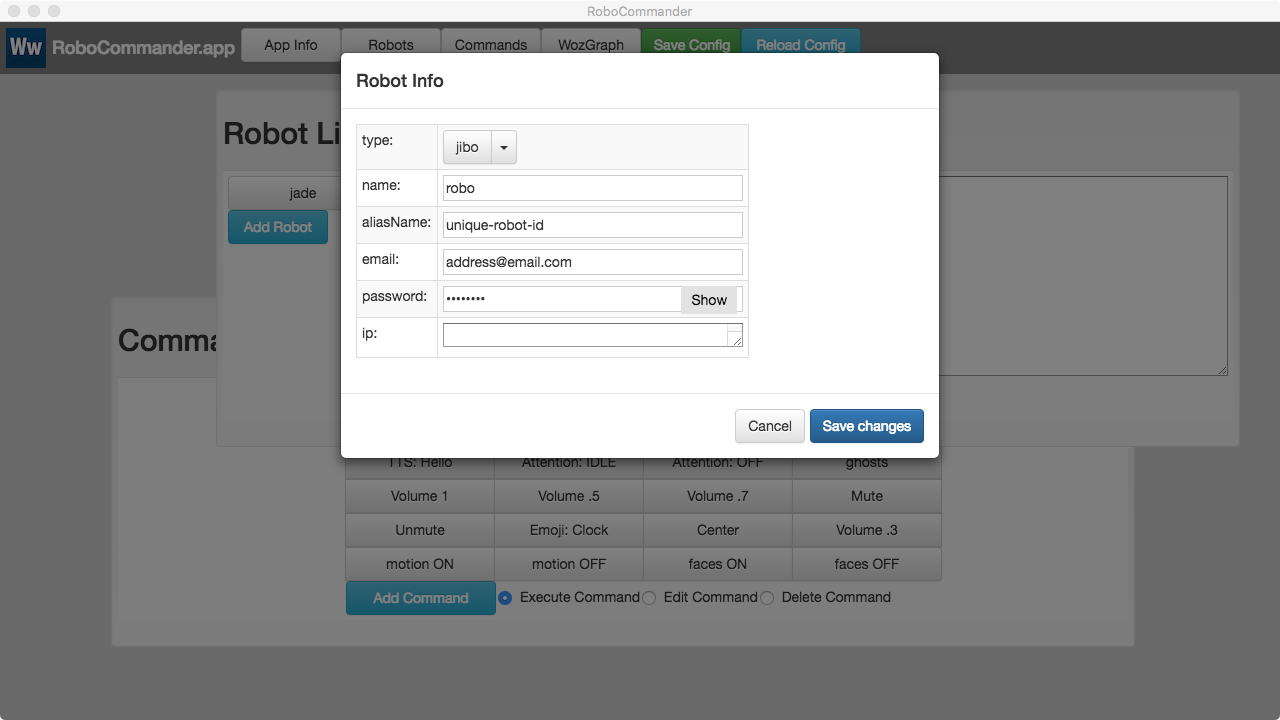 RoboCommander
Ww RoboCommander.app App Info Robots Commands WozGraph Save Config Reload Config
Robot Info
Robot Li
type: jibo
name: robo
jade
aliasName: unique-robot-id
Add Robot
email: address@email.com
password: •••••••• Show
ip:
Comma
Cancel Save changes
TTS: Hello Attention: IDLE Attention: OFF ghosts
Volume 1 Volume .5 Volume .7 Mute
Unmute Emoji: Clock Center Volume .3
motion ON motion OFF faces ON faces OFF
Add Command Execute Command Edit Command Delete Command